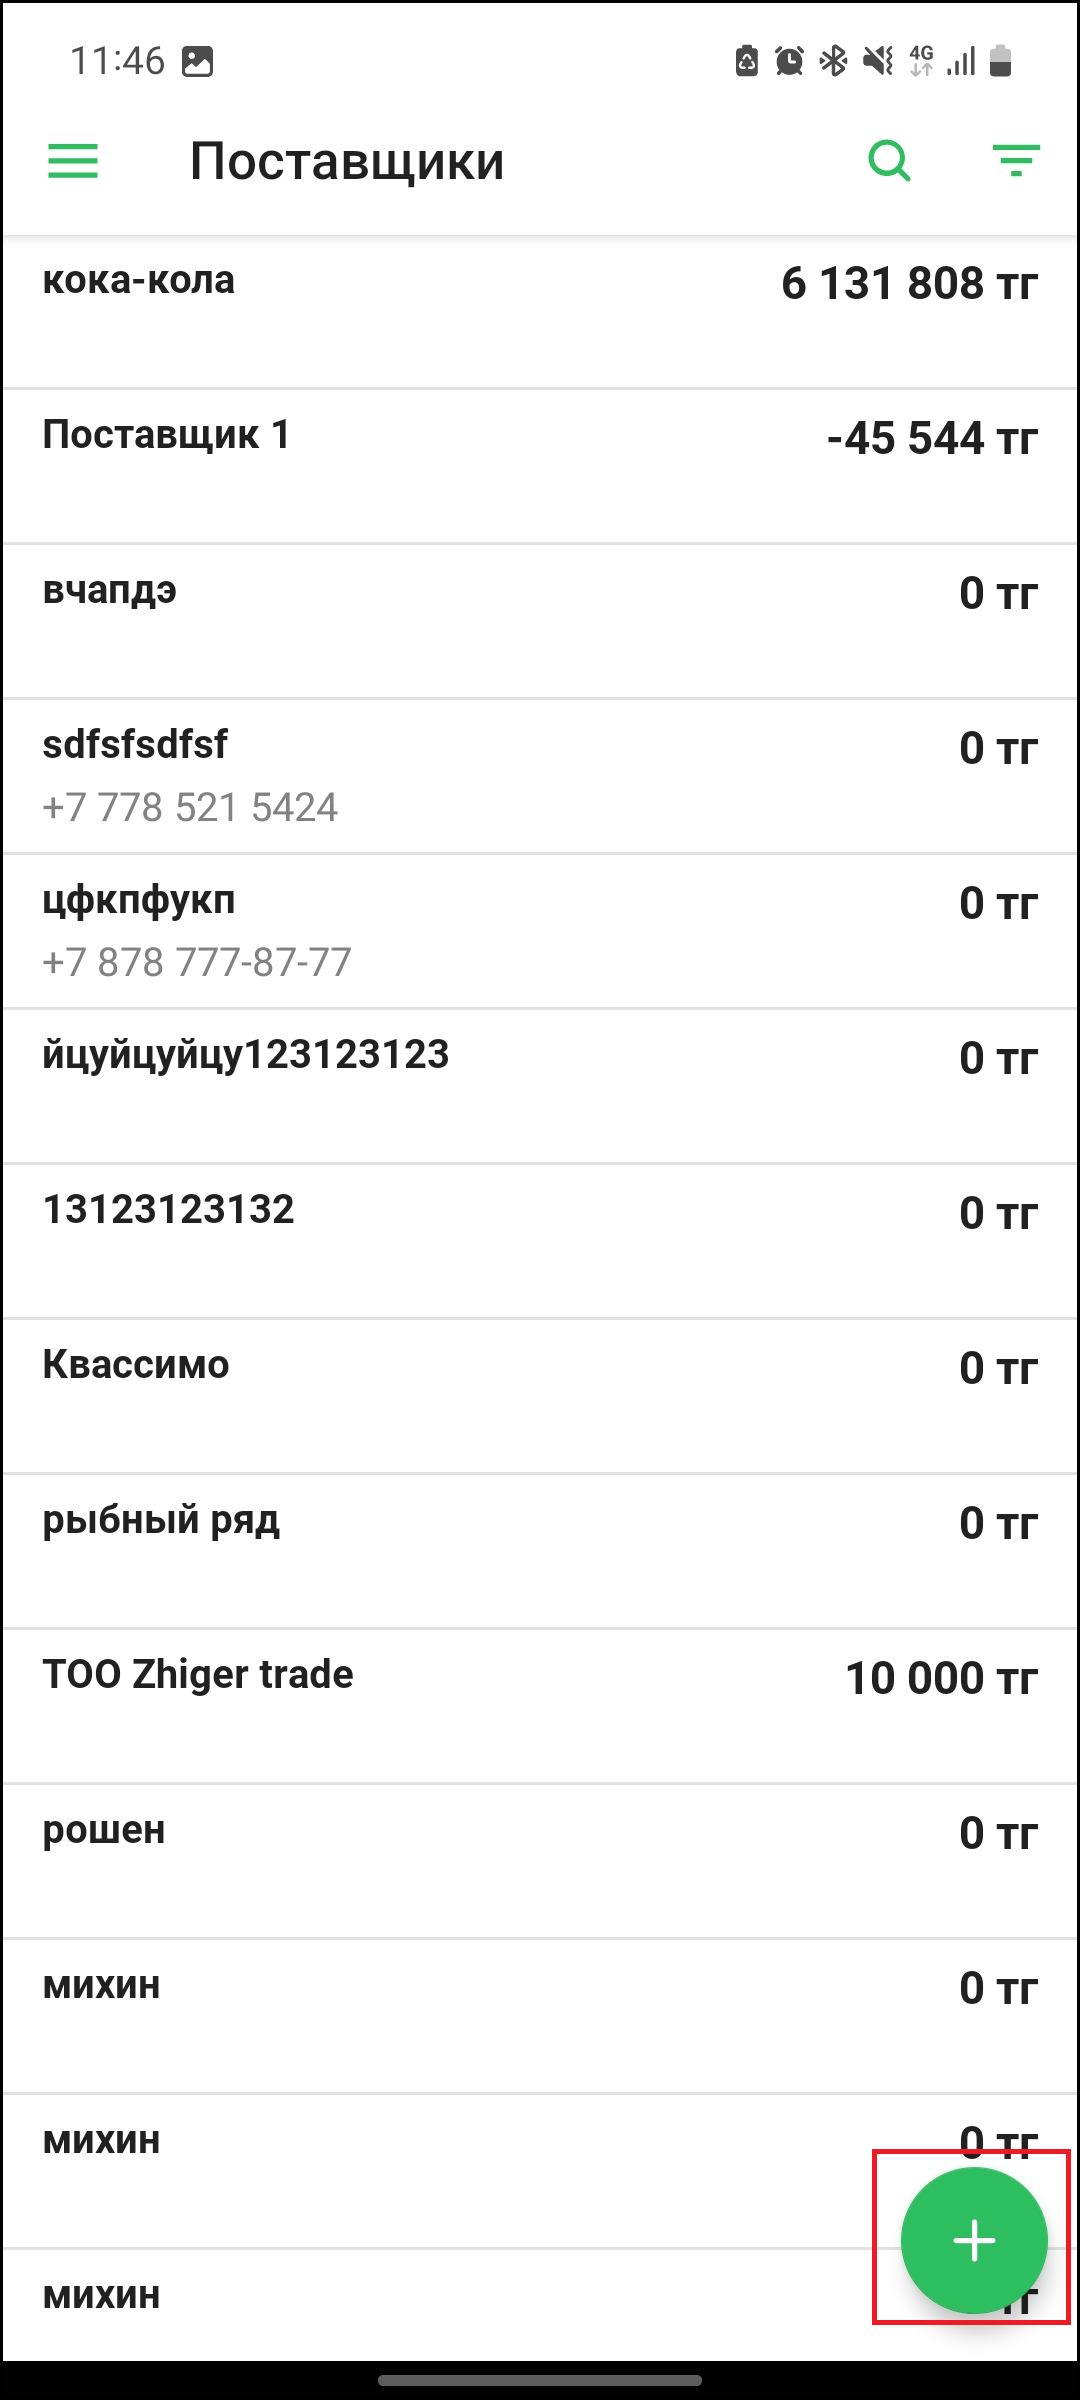 11:46
4G
Поставщики
кока-кола 6 131 808 тг
Поставщик 1 -45 544 тг
вчапдэ 0 тг
sdfsfsdfsf 0 тг
+7 778 521 5424
цфкпфукп 0 тг
+7 878 777-87-77
йцуйцуйцу123123123 0 тг
13123123132 0 тг
Квассимо 0 тг
рыбный ряд 0 тг
ТОО Zhiger trade 10 000 тг
рошен 0 тг
михин 0 тг
михин 0 тг
михин